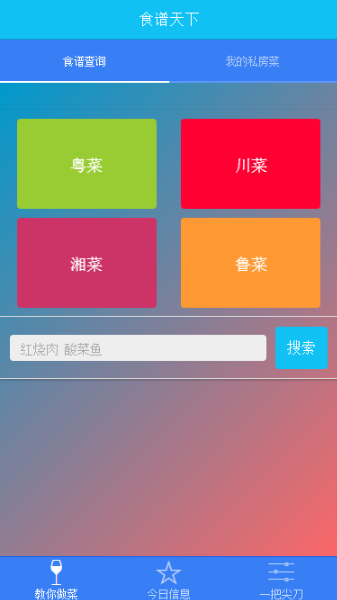 食谱天下
食谱查询 我的私房菜
粤菜 川菜
湘菜 鲁菜
红烧肉 酸菜鱼 搜索
教你做菜 今日信息 一把尖刀